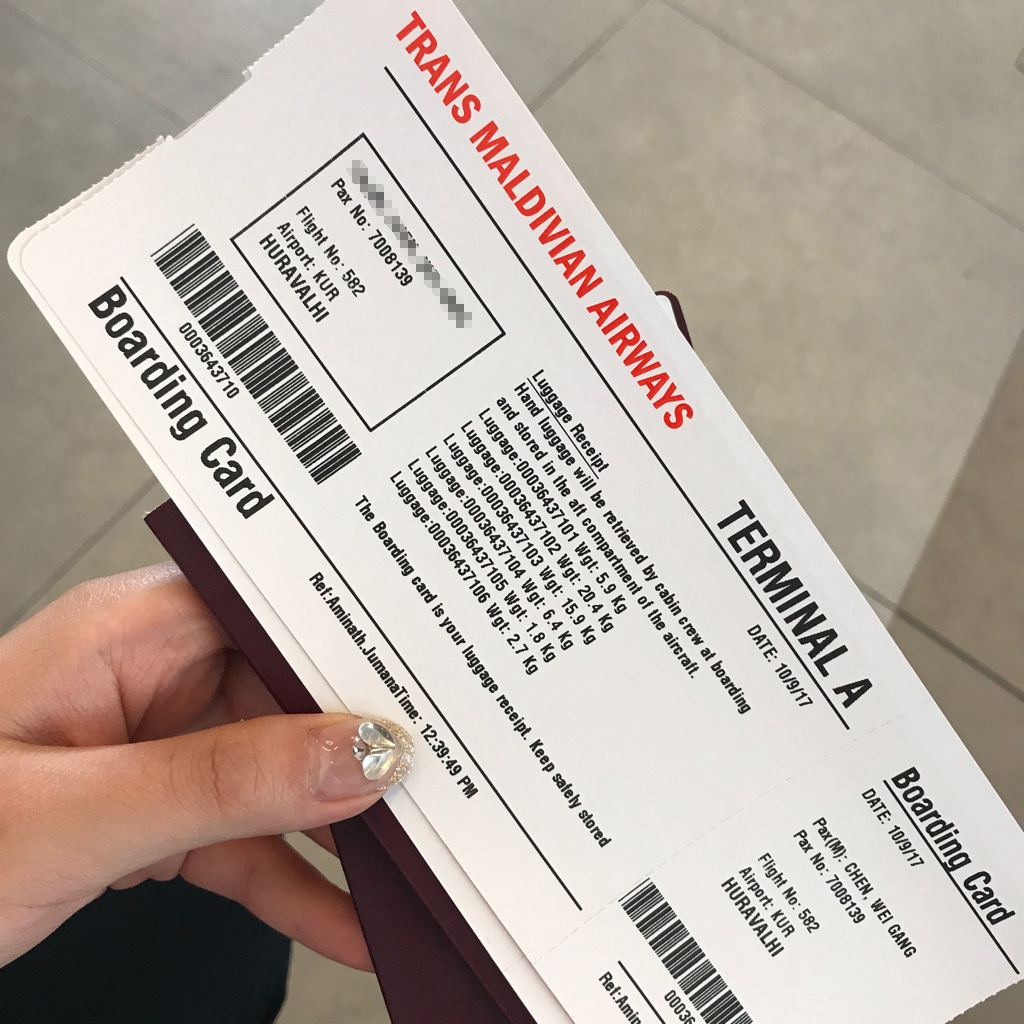 TRANS MALDIVIAN AIRWAYS
TERMINAL A
DATE: 10/9/17
Pax No: 7008139
Flight No: 582
Airport: KUR
HURAVALHI
0003643710
Boarding Card
Luggage Receipt
Hand luggage will be retrieved by cabin crew at boarding
and stored in the aft compartment of the aircraft.
Luggage:00036437101 Wgt: 5.9 Kg
Luggage:00036437102 Wgt: 20.4 Kg
Luggage:00036437103 Wgt: 15.9 Kg
Luggage:00036437104 Wgt: 6.4 Kg
Luggage:00036437105 Wgt: 1.8 Kg
Luggage:00036437106 Wgt: 2.7 Kg
The Boarding card is your luggage receipt. Keep safely stored
Ref:Aminath.JumanaTime: 12:39:49 PM
Boarding Card
DATE: 10/9/17
Pax(M): CHEN, WEI GANG
Pax No: 7008139
Flight No: 582
Airport: KUR
HURAVALHI
00036
Ref:Amin